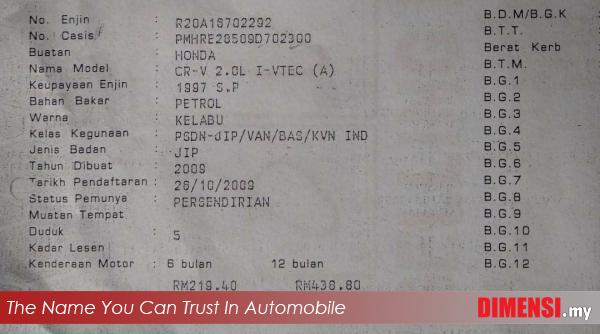 No. Enjin : R20A16702292 B.D.M/B.G.K
No. Casis : PMHRE28509D702300 B.T.T.
Buatan : HONDA Berat Kerb
Nama Model : CR-V 2.0L I-VTEC (A) B.T.M.
Keupayaan Enjin : 1997 S.P B.G.1
Bahan Bakar : PETROL B.G.2
Warna : KELABU B.G.3
Kelas Kegunaan : PSDN-JIP/VAN/BAS/KVN IND B.G.4
Jenis Badan : JIP B.G.5
Tahun Dibuat : 2009 B.G.6
Tarikh Pendaftaran : 26/10/2009 B.G.7
Status Pemunya : PERSENDIRIAN B.G.8
Muatan Tempat B.G.9
Duduk : 5 B.G.10
Kadar Lesen B.G.11
Kenderaan Motor : 6 bulan 12 bulan B.G.12
RM219.40 RM438.80
The Name You Can Trust In Automobile DIMENSI.my